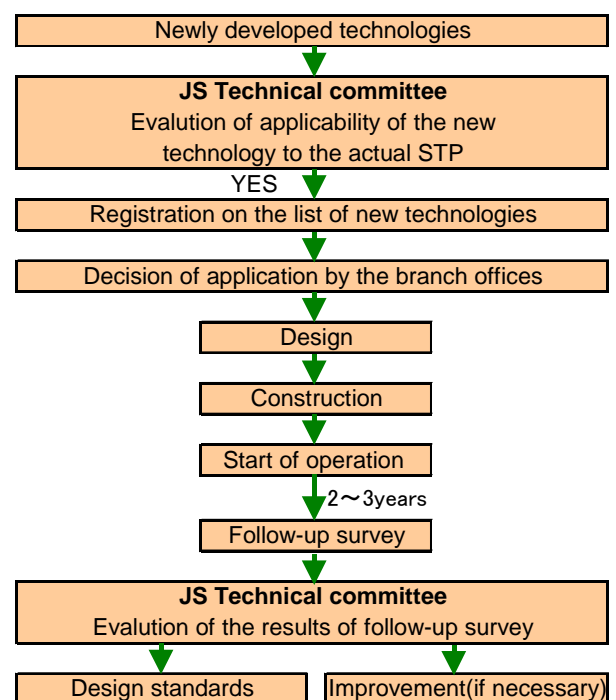 Newly developed technologies
JS Technical committee
Evalution of applicability of the new
technology to the actual STP
YES
Registration on the list of new technologies
Decision of application by the branch offices
Design
Construction
Start of operation
2～3years
Follow-up survey
JS Technical committee
Evalution of the results of follow-up survey
Design standards
Improvement(if necessary)